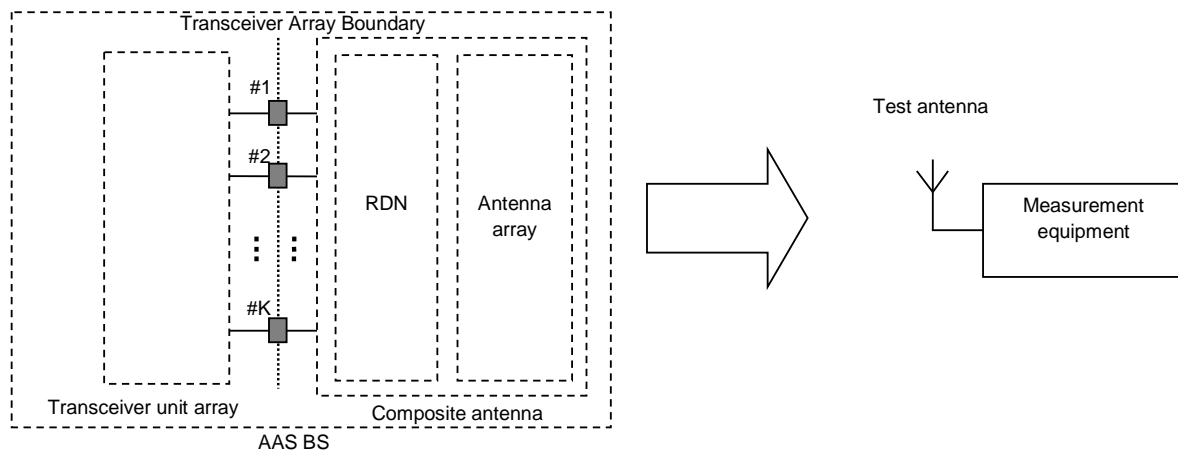 Transceiver Array Boundary
#1
#2
#K
RDN
Antenna
array
Transceiver unit array
Composite antenna
AAS BS
Test antenna
Measurement
equipment